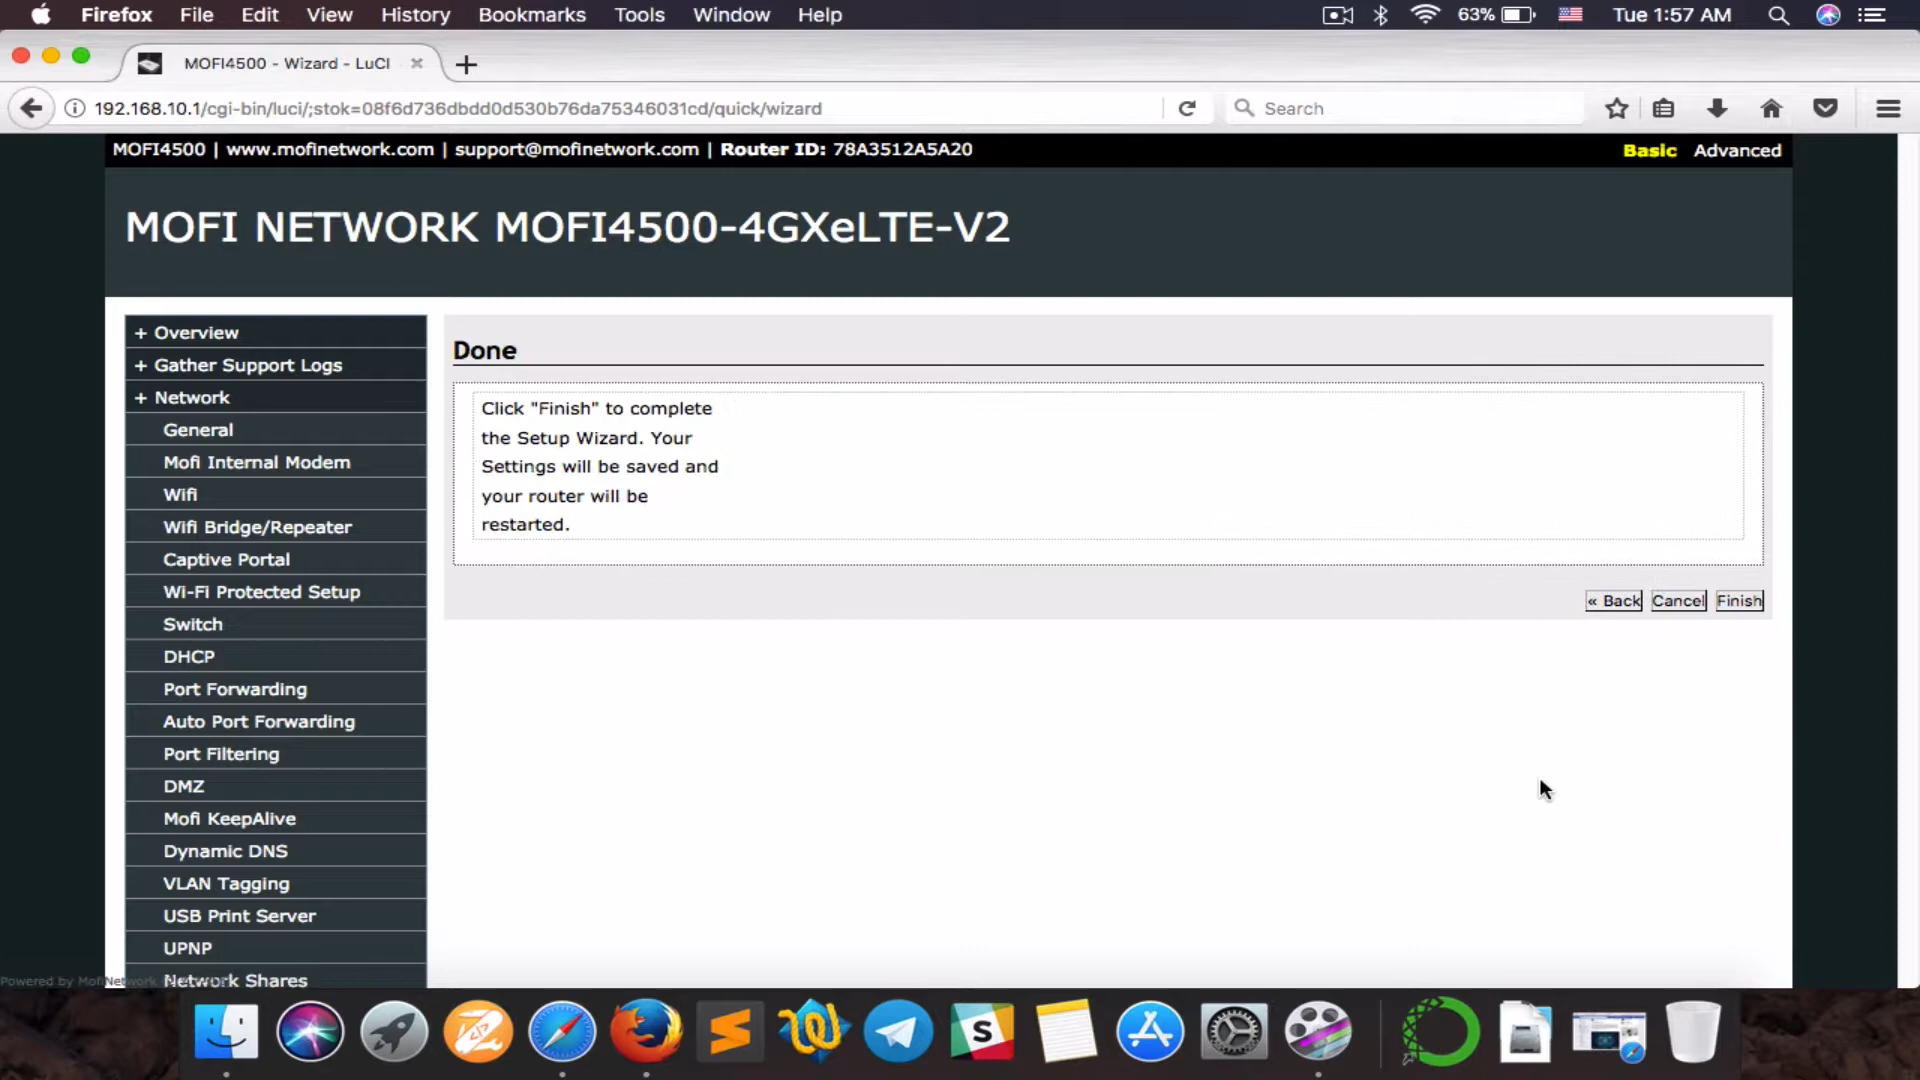 Firefox File Edit View History Bookmarks Tools Window Help 63% Tue 1:57 AM
MOFI4500 - Wizard - LuCI
192.168.10.1/cgi-bin/luci/;stok=08f6d736dbdd0d530b76da75346031cd/quick/wizard Search
MOFI4500 | www.mofinetwork.com | support@mofinetwork.com | Router ID: 78A3512A5A20 Basic Advanced
MOFI NETWORK MOFI4500-4GXeLTE-V2
+ Overview
+ Gather Support Logs
+ Network
General
Mofi Internal Modem
Wifi
Wifi Bridge/Repeater
Captive Portal
Wi-Fi Protected Setup
Switch
DHCP
Port Forwarding
Auto Port Forwarding
Port Filtering
DMZ
Mofi KeepAlive
Dynamic DNS
VLAN Tagging
USB Print Server
UPNP
Network Shares
Done
Click "Finish" to complete
the Setup Wizard. Your
Settings will be saved and
your router will be
restarted.
« Back Cancel Finish
Powered by MofiNetwork
S